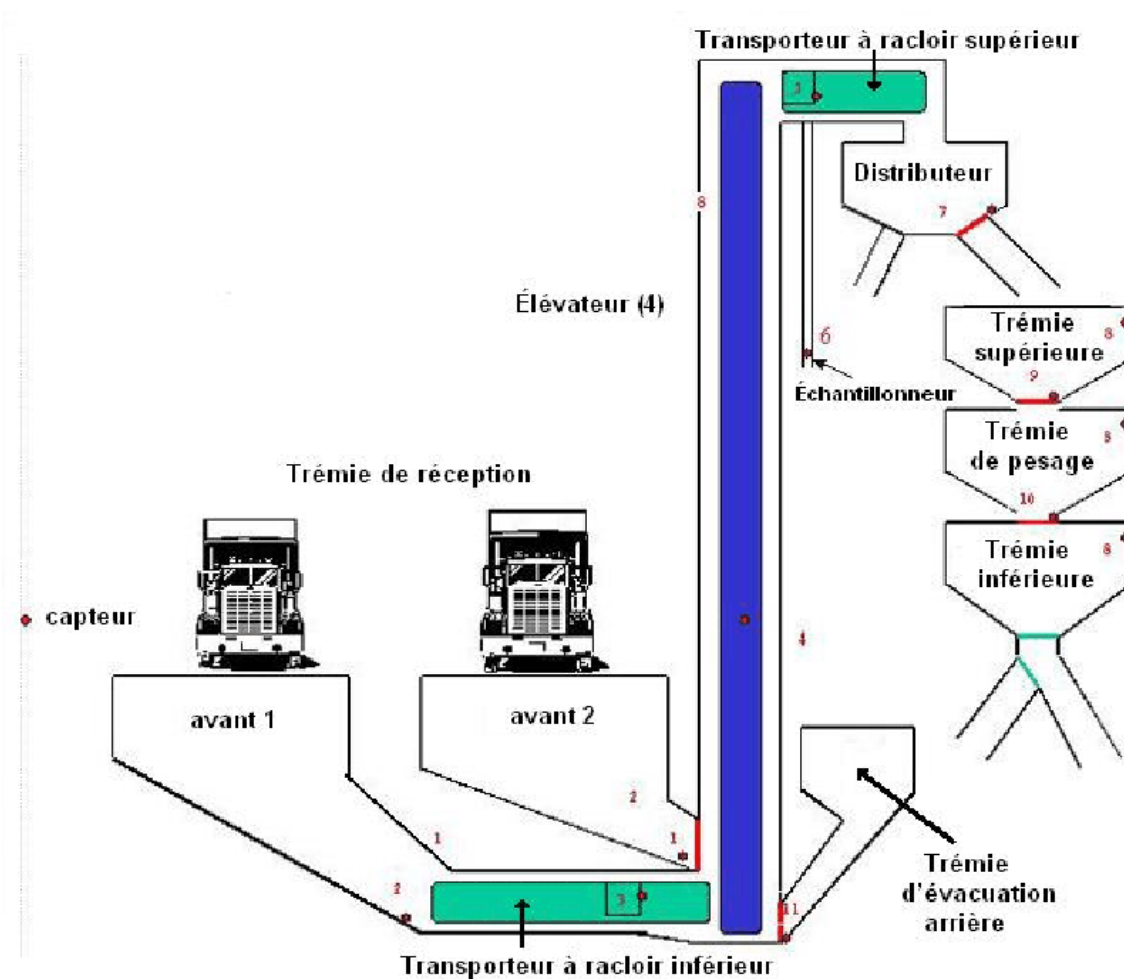 Transporteur à racloir supérieur
3
Distributeur
7
8
Élévateur (4)
6
Échantillonneur
Trémie
supérieure
8
9
Trémie
de pesage
10
Trémie
inférieure
8
Trémie de réception
capteur
4
avant 1
avant 2
2
1
1
2
3
11
Trémie
d'évacuation
arrière
Transporteur à racloir inférieur